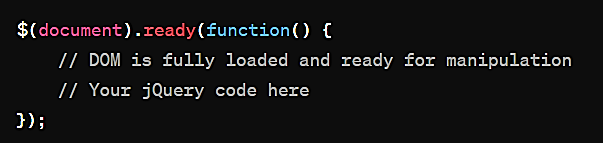 $(document).ready(function() {
    // DOM is fully loaded and ready for manipulation
    // Your jQuery code here
});